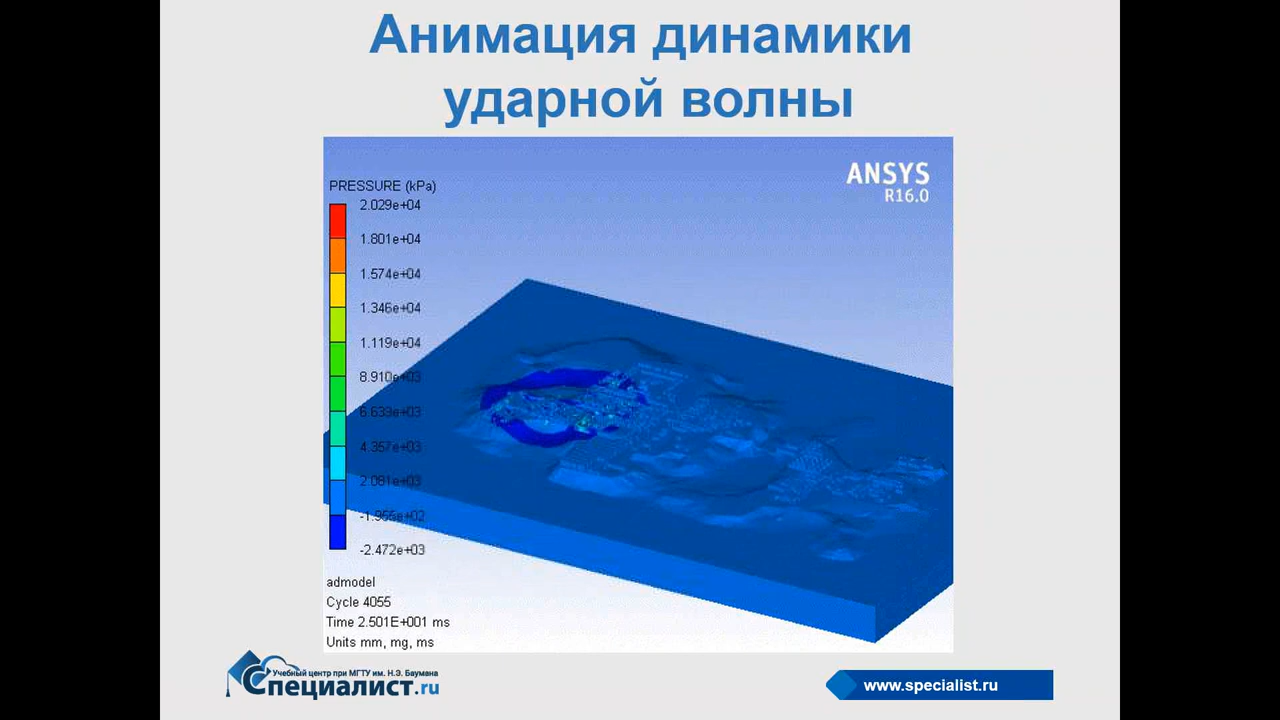 Анимация динамики
ударной волны
ANSYS
R16.0
PRESSURE (kPa)
2.029e+04
1.801e+04
1.574e+04
1.346e+04
1.119e+04
8.910e+03
6.633e+03
4.357e+03
2.081e+03
-1.955e+02
-2.472e+03
admodel
Cycle 4055
Time 2.501E+001 ms
Units mm, mg, ms
Учебный центр при МГТУ им. Н.Э. Баумана
Специалист.ru
www.specialist.ru